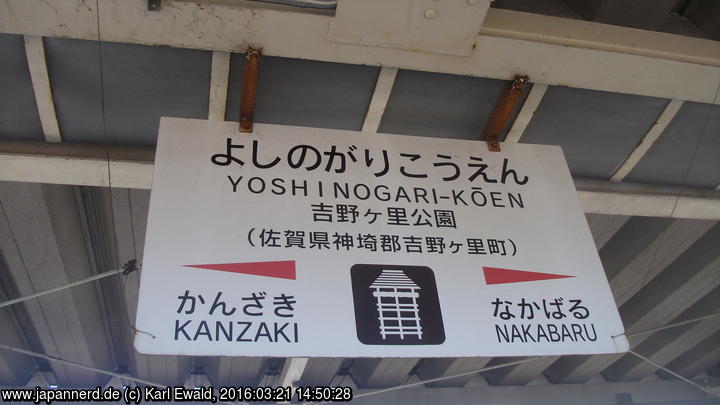 よしのがりこうえん
YOSHINOGARI-KŌEN
吉野ヶ里公園
（佐賀県神埼郡吉野ヶ里町）
かんざき
KANZAKI
なかばる
NAKABARU
www.japannerd.de (c) Karl Ewald, 2016:03:21 14:50:28